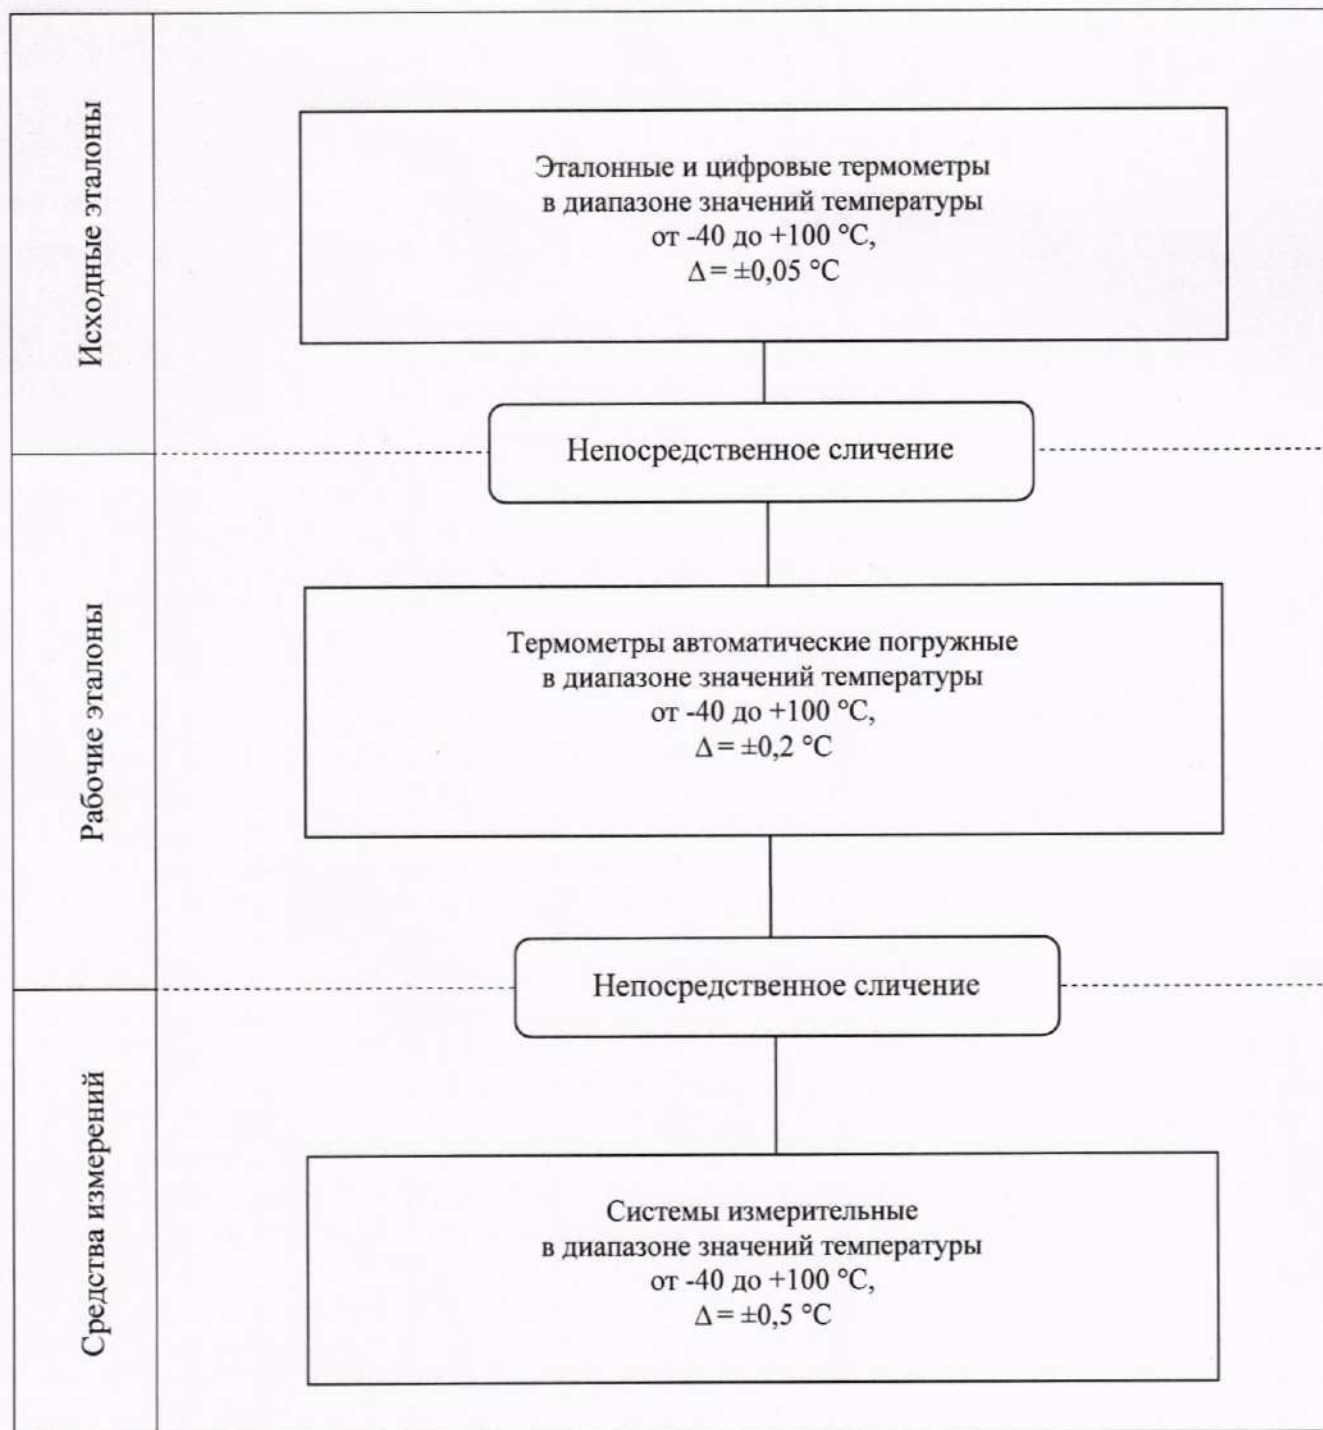 Исходные эталоны
Эталонные и цифровые термометры
в диапазоне значений температуры
от -40 до +100 °С,
Δ = ±0,05 °С
Непосредственное сличение
Рабочие эталоны
Термометры автоматические погружные
в диапазоне значений температуры
от -40 до +100 °С,
Δ = ±0,2 °С
Непосредственное сличение
Средства измерений
Системы измерительные
в диапазоне значений температуры
от -40 до +100 °С,
Δ = ±0,5 °С